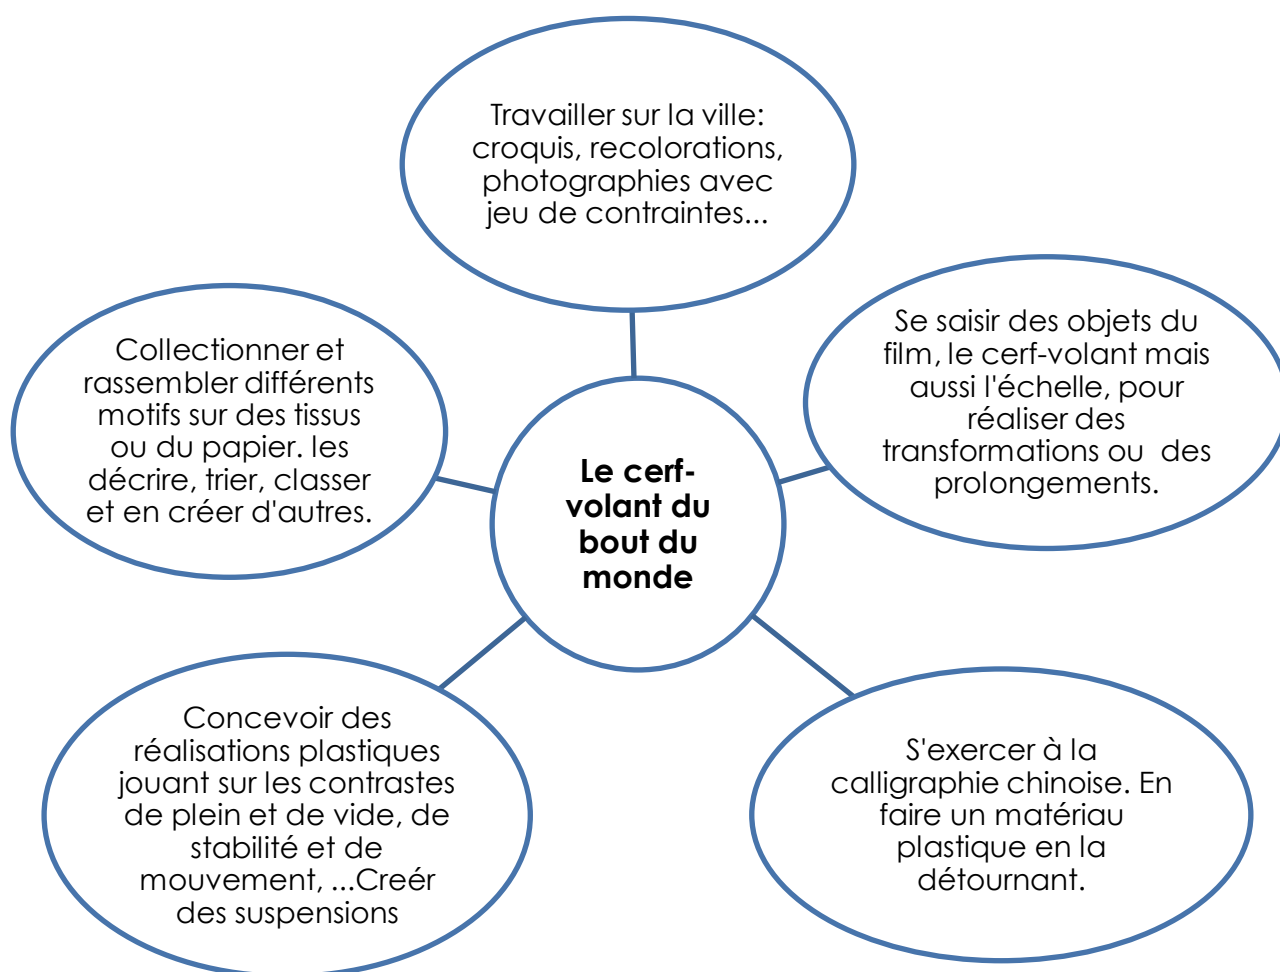 Travailler sur la ville:
croquis, recolorations,
photographies avec
jeu de contraintes...
Se saisir des objets du
film, le cerf-volant mais
aussi l'échelle, pour
réaliser des
transformations ou  des
prolongements.
Collectionner et
rassembler différents
motifs sur des tissus
ou du papier. les
décrire, trier, classer
et en créer d'autres.
Le cerf-
volant du
bout du
monde
Concevoir des
réalisations plastiques
jouant sur les contrastes
de plein et de vide, de
stabilité et de
mouvement, ...Creér
des suspensions
S'exercer à la
calligraphie chinoise. En
faire un matériau
plastique en la
détournant.